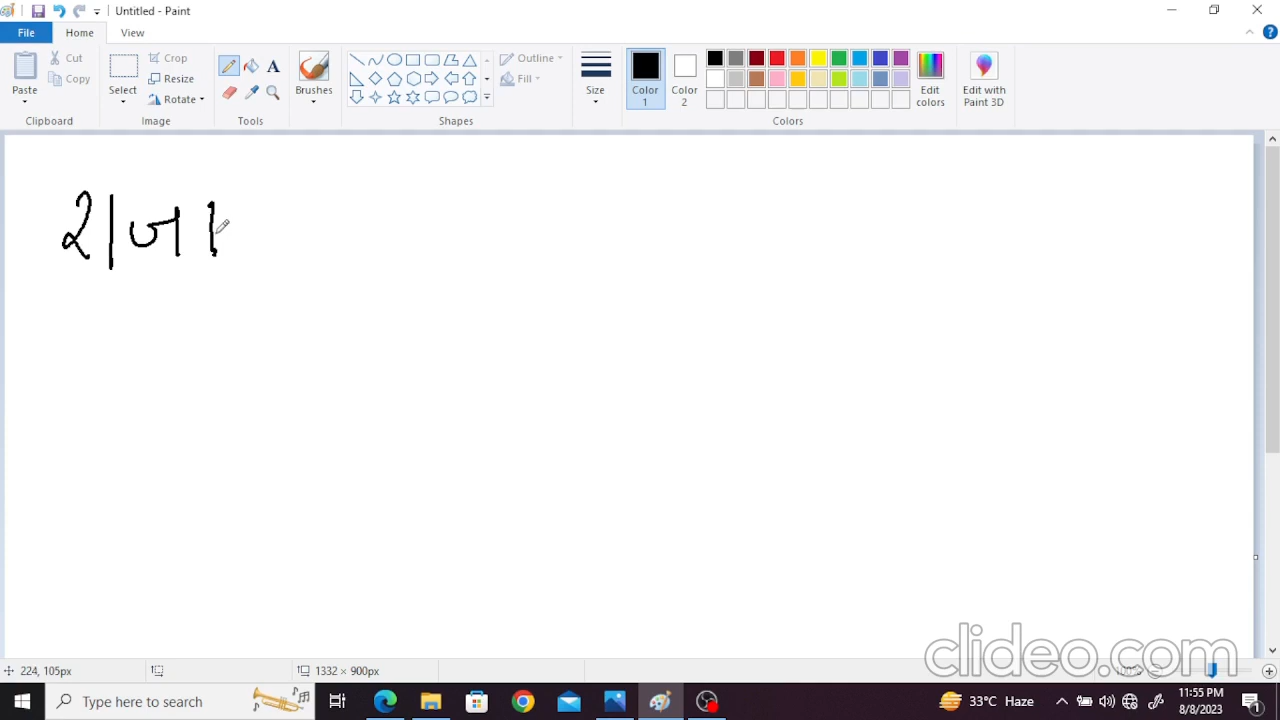 Untitled - Paint
File Home View
Paste Cut Copy Select Crop Resize Rotate Brushes Outline Fill Size Color 1 Color 2 Edit colors Edit with Paint 3D
Clipboard Image Tools Shapes Colors
राजा
clideo.com
224, 105px 1332 × 900px 100%
Type here to search 33°C Haze 11:55 PM
8/8/2023